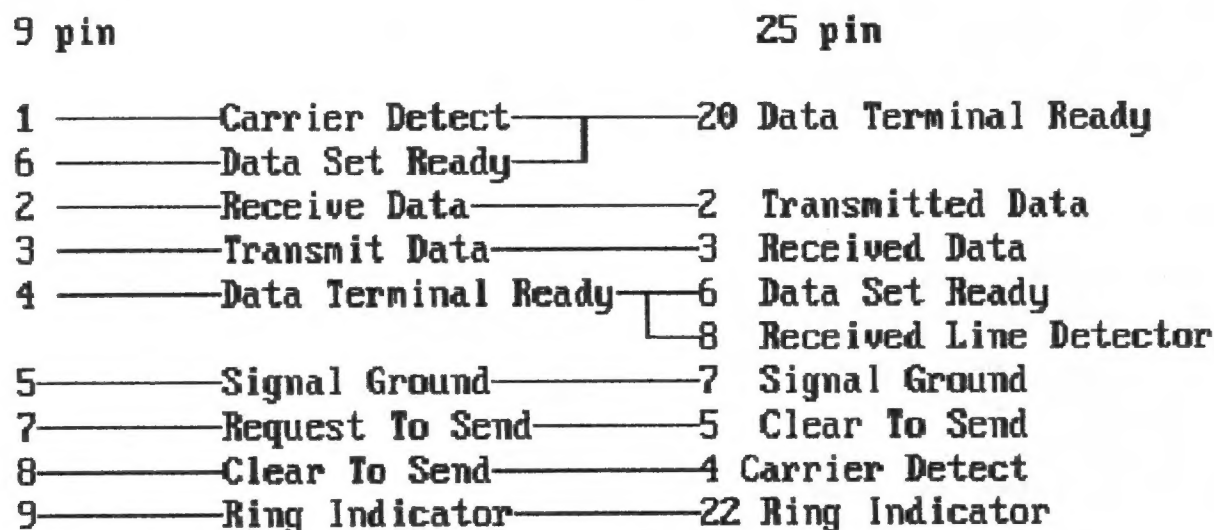 9 pin 25 pin
1 Carrier Detect 20 Data Terminal Ready
6 Data Set Ready
2 Receive Data 2 Transmitted Data
3 Transmit Data 3 Received Data
4 Data Terminal Ready 6 Data Set Ready
8 Received Line Detector
5 Signal Ground 7 Signal Ground
7 Request To Send 5 Clear To Send
8 Clear To Send 4 Carrier Detect
9 Ring Indicator 22 Ring Indicator